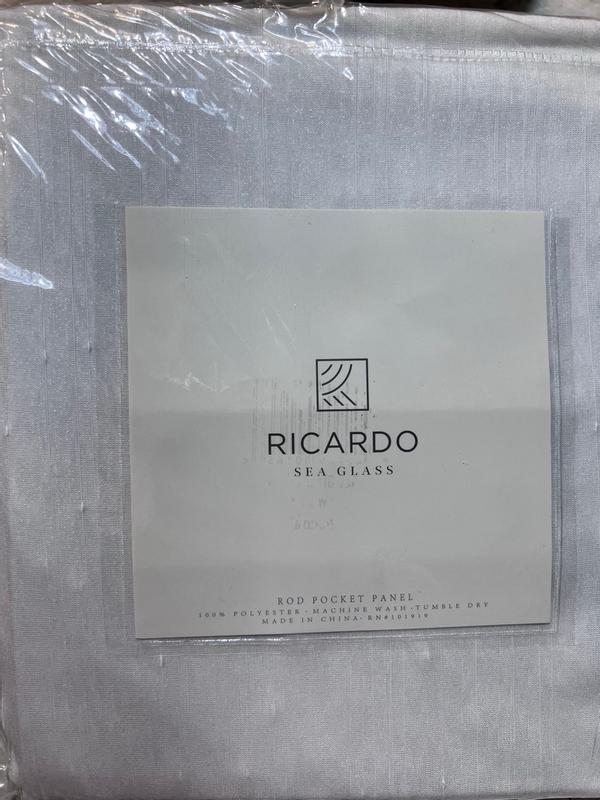 RICARDO
SEA GLASS
ROD POCKET PANEL
100% POLYESTER · MACHINE WASH · TUMBLE DRY
MADE IN CHINA · RN#101919